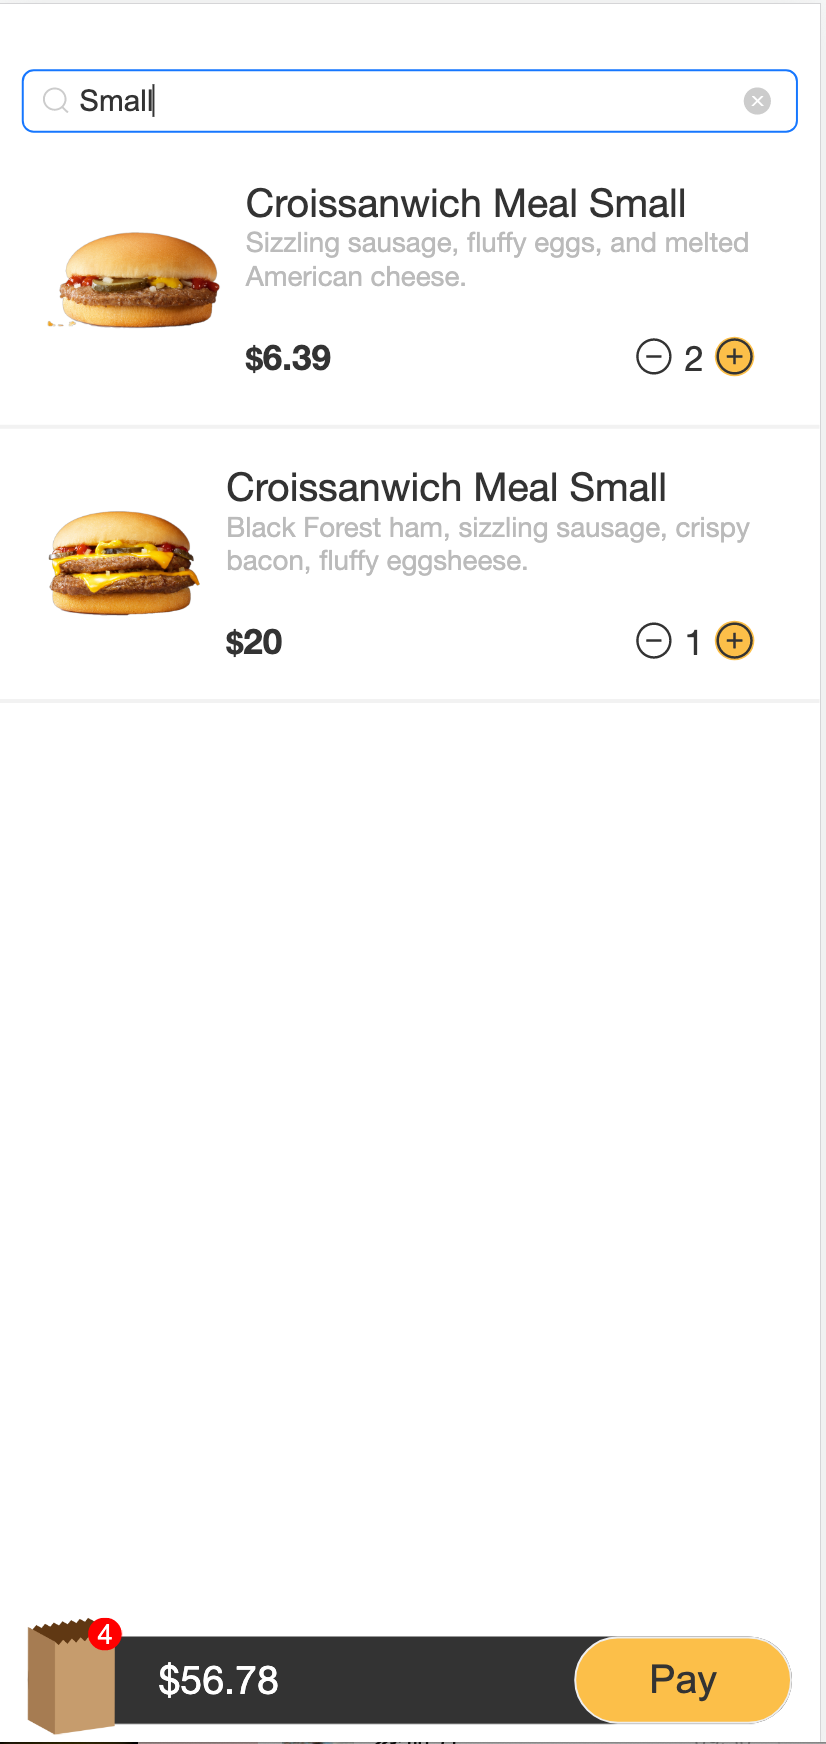 Small
Croissanwich Meal Small
Sizzling sausage, fluffy eggs, and melted
American cheese.
$6.39
2
Croissanwich Meal Small
Black Forest ham, sizzling sausage, crispy
bacon, fluffy eggsheese.
$20
1
4
$56.78
Pay